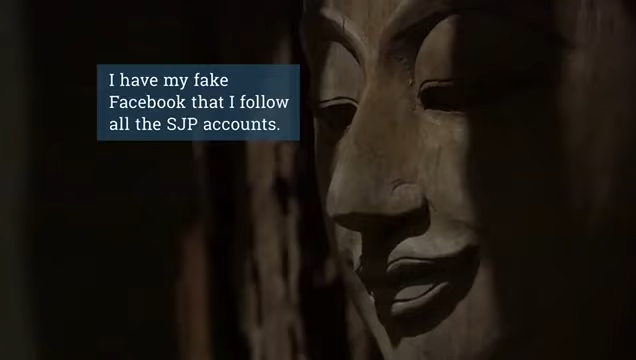 I have my fake
Facebook that I follow
all the SJP accounts.